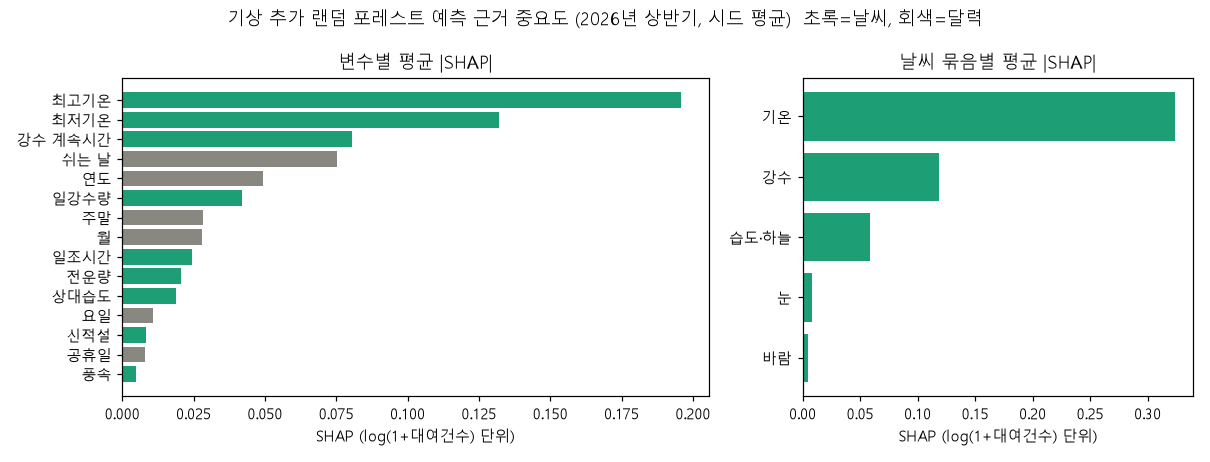 기상 추가 랜덤 포레스트 예측 근거 중요도 (2026년 상반기, 시드 평균)  초록=날씨, 회색=달력
변수별 평균 |SHAP|
최고기온
최저기온
강수 계속시간
쉬는 날
연도
일강수량
주말
월
일조시간
전운량
상대습도
요일
신적설
공휴일
풍속
0.000 0.025 0.050 0.075 0.100 0.125 0.150 0.175 0.200
SHAP (log(1+대여건수) 단위)
날씨 묶음별 평균 |SHAP|
기온
강수
습도·하늘
눈
바람
0.00 0.05 0.10 0.15 0.20 0.25 0.30
SHAP (log(1+대여건수) 단위)